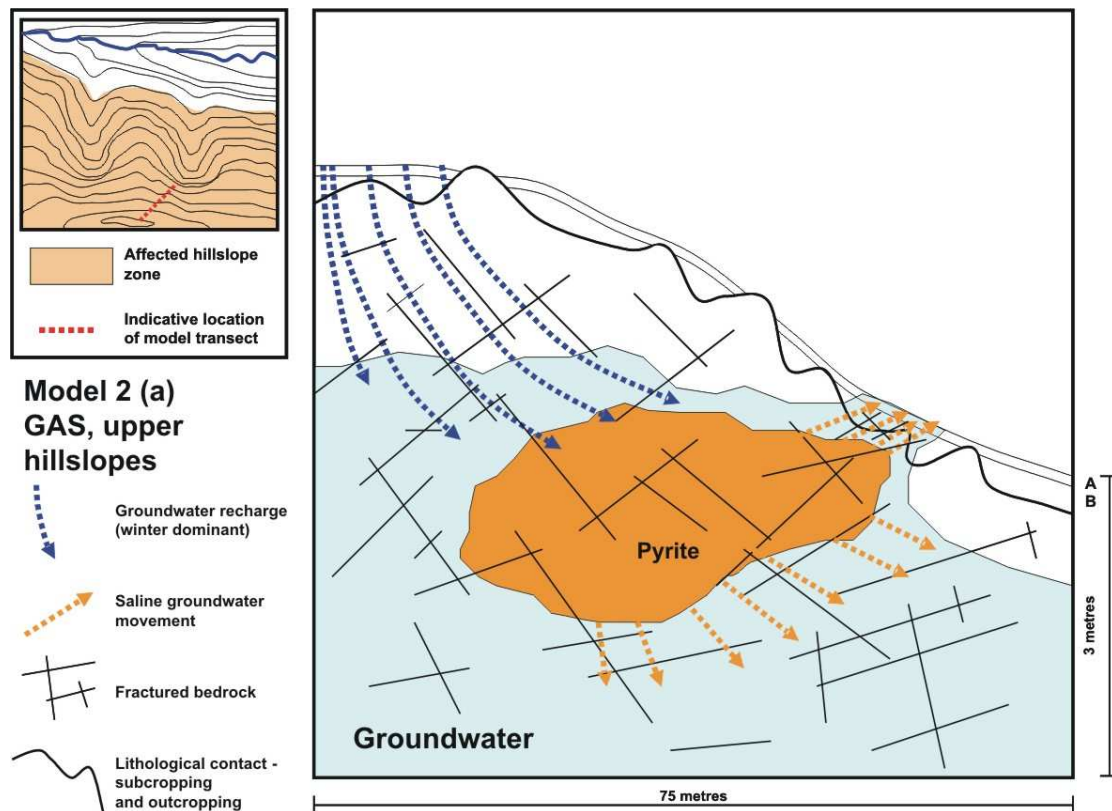 Affected hillslope
zone
Indicative location
of model transect
Model 2 (a)
GAS, upper
hillslopes
Groundwater recharge
(winter dominant)
Saline groundwater
movement
Fractured bedrock
Lithological contact -
subcropping
and outcropping
Pyrite
Groundwater
A
B
3 metres
75 metres